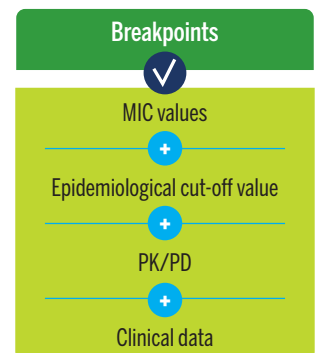 Breakpoints
MIC values
+
Epidemiological cut-off value
+
PK/PD
+
Clinical data